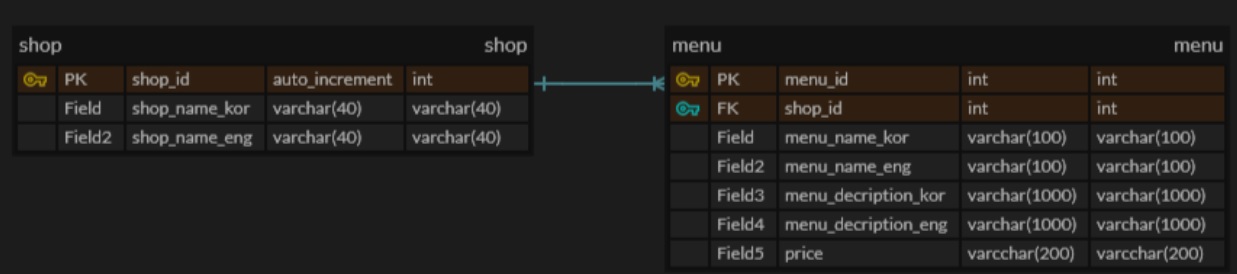 shop shop
PK shop_id auto_increment int
Field shop_name_kor varchar(40) varchar(40)
Field2 shop_name_eng varchar(40) varchar(40)
menu menu
PK menu_id int int
FK shop_id int int
Field menu_name_kor varchar(100) varchar(100)
Field2 menu_name_eng varchar(100) varchar(100)
Field3 menu_decription_kor varchar(1000) varchar(1000)
Field4 menu_decription_eng varchar(1000) varchar(1000)
Field5 price varcchar(200) varcchar(200)